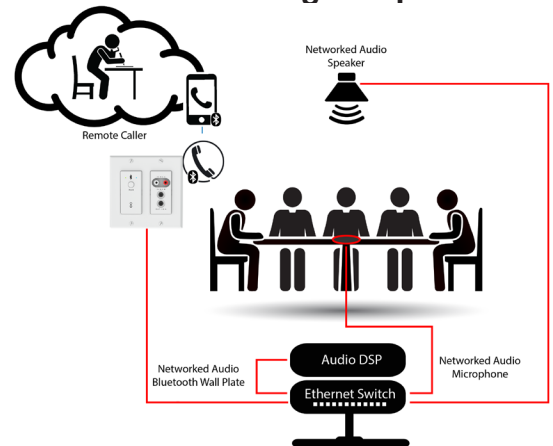 Networked Audio
Speaker
Remote Caller
Audio DSP
Networked Audio
Bluetooth Wall Plate
Ethernet Switch
Networked Audio
Microphone